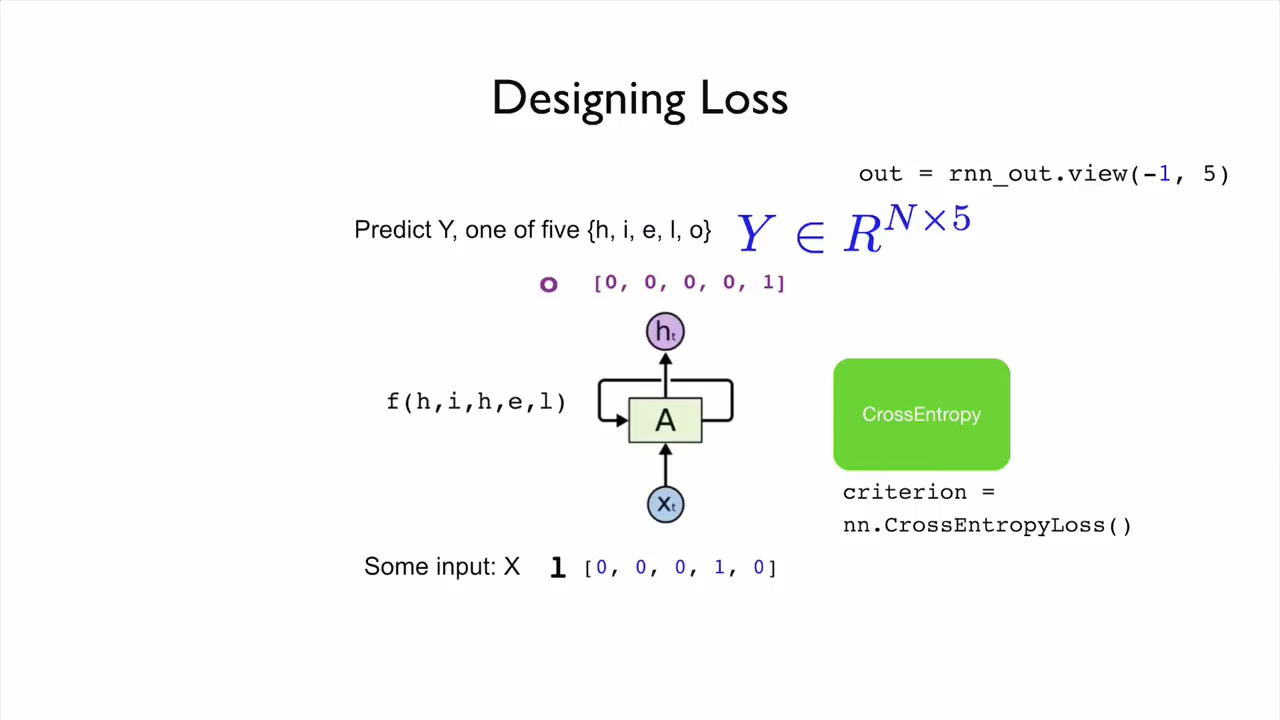 Designing Loss
out = rnn_out.view(-1, 5)
Predict Y, one of five {h, i, e, l, o} Y ∈ R^{N×5}
o [0, 0, 0, 0, 1]
h_t
f(h,i,h,e,l)
A
CrossEntropy
criterion =
nn.CrossEntropyLoss()
X_t
Some input: X l [0, 0, 0, 1, 0]